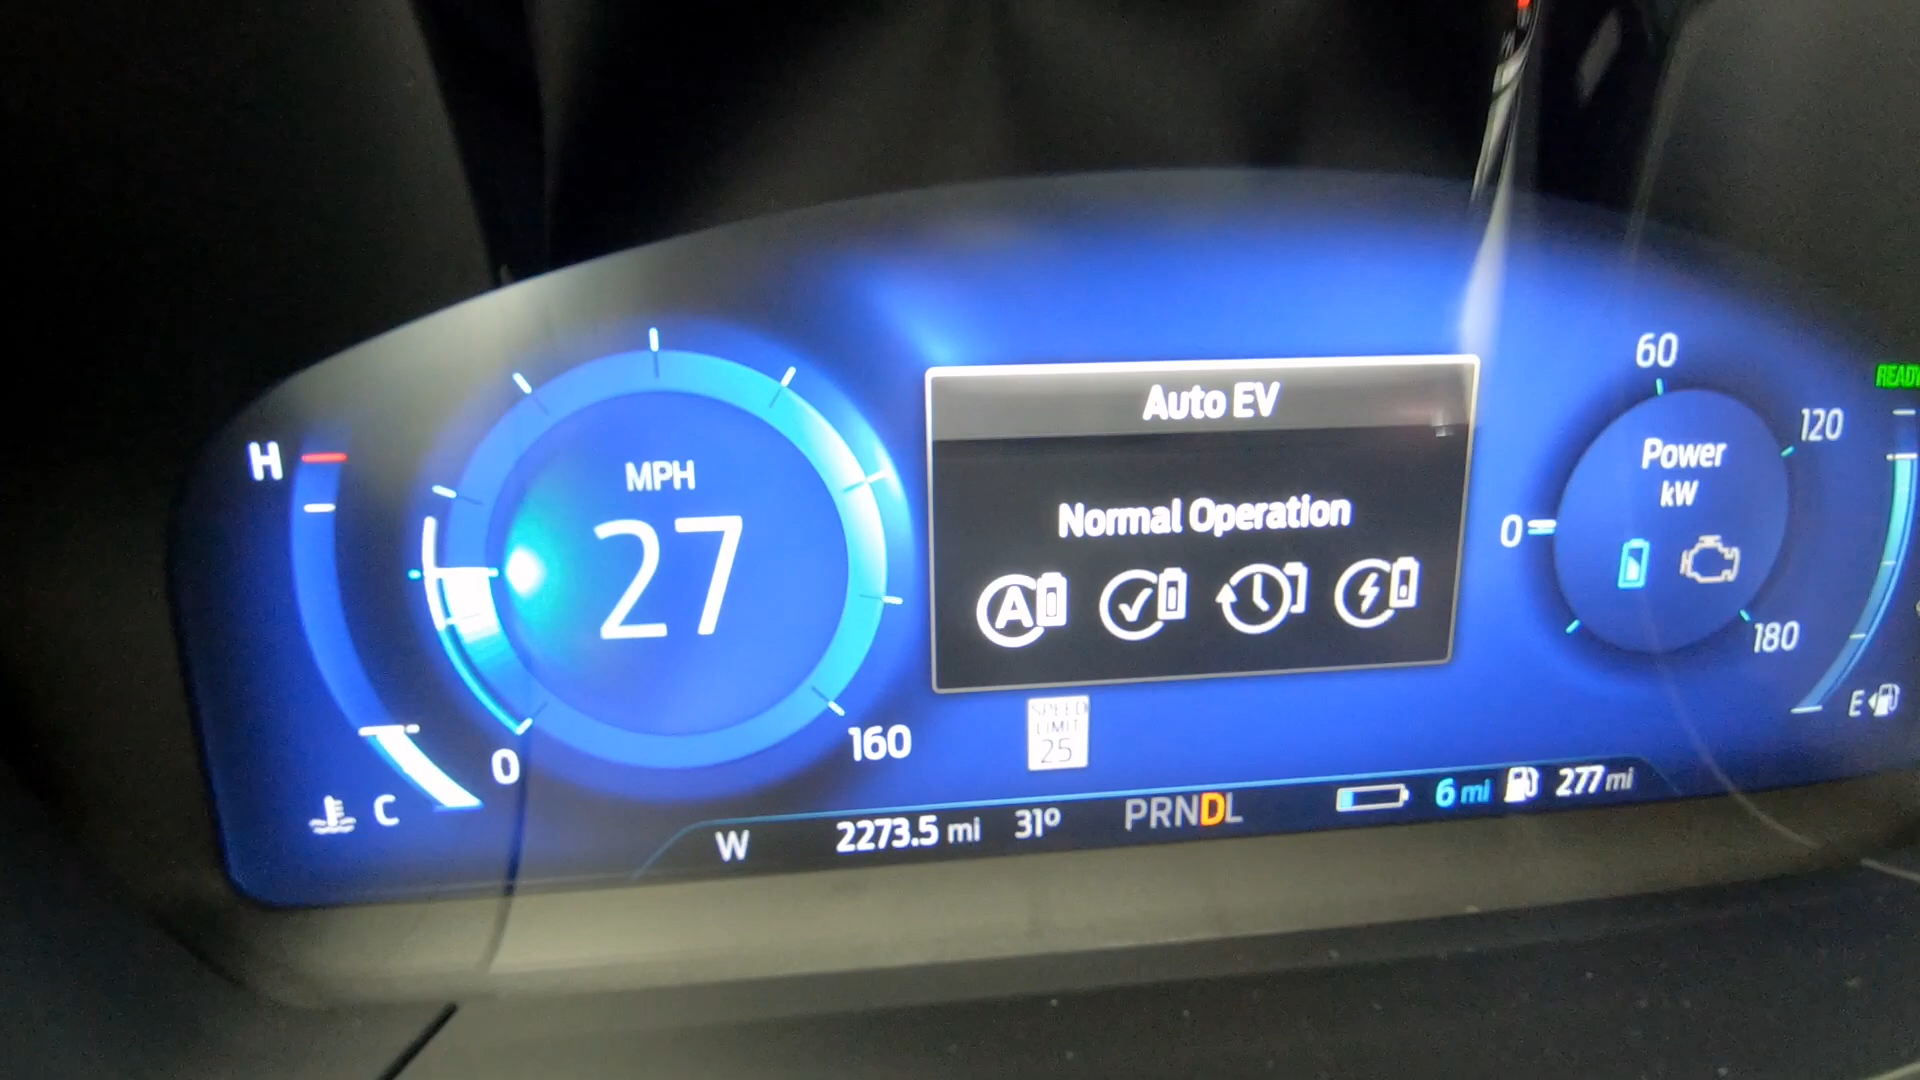 H
C
MPH
27
0
160
Auto EV
Normal Operation
A
SPEED
LIMIT
25
60
120
180
0
Power
kW
READY
E
W
2273.5 mi
31°
PRNDL
6 mi
277 mi